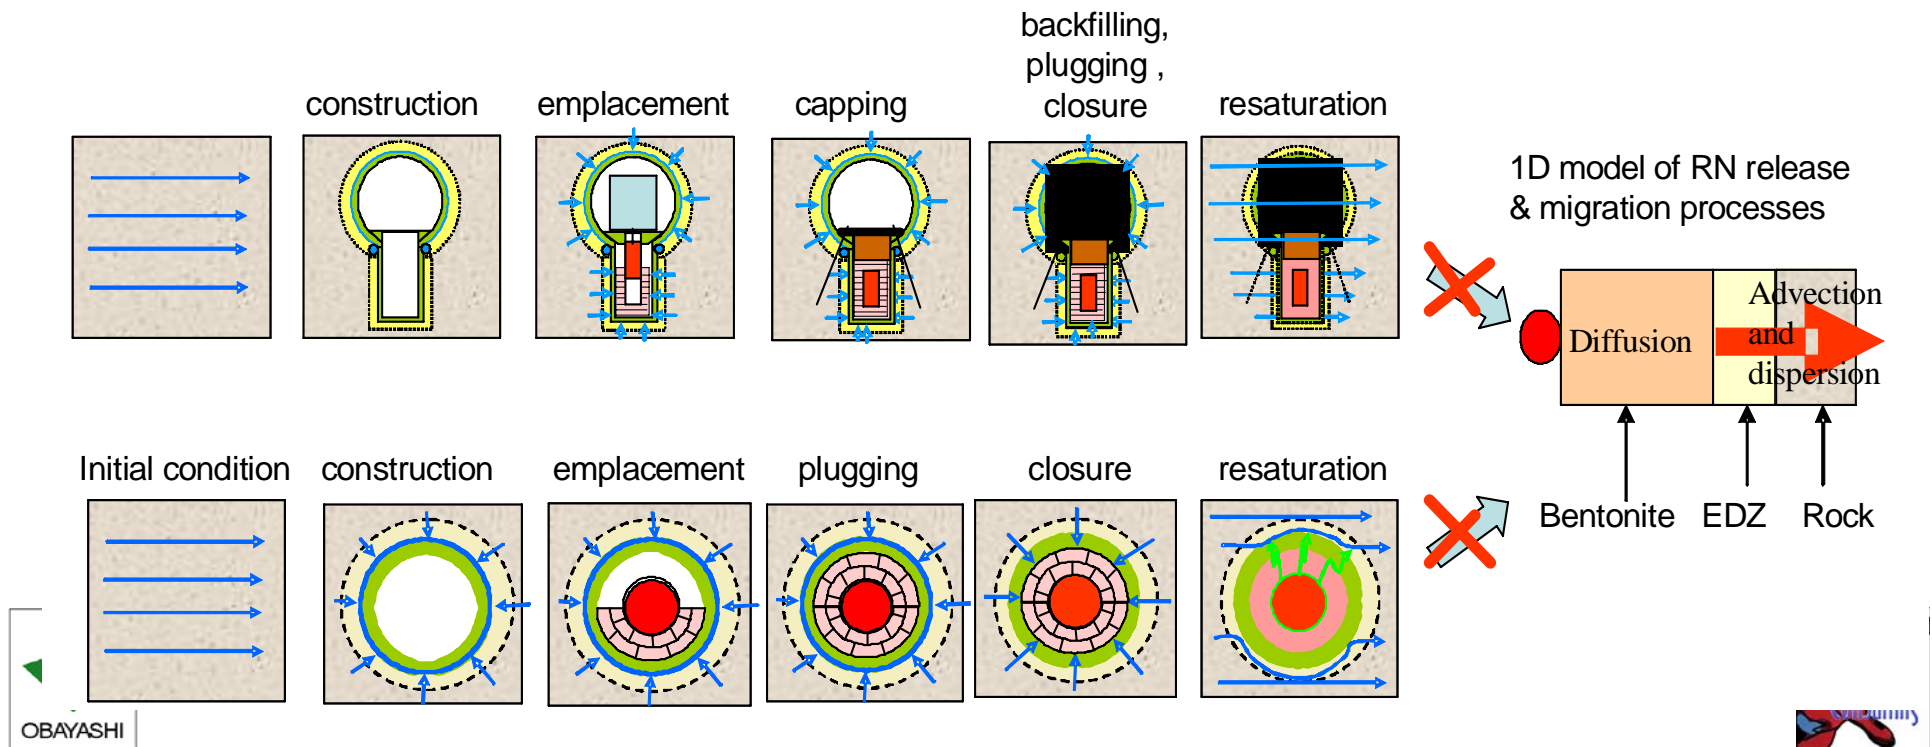 backfilling,
plugging ,
closure
construction
emplacement
capping
resaturation
1D model of RN release
& migration processes
Diffusion
Advection
and
dispersion
Bentonite
EDZ
Rock
Initial condition
construction
emplacement
plugging
closure
resaturation
OBAYASHI